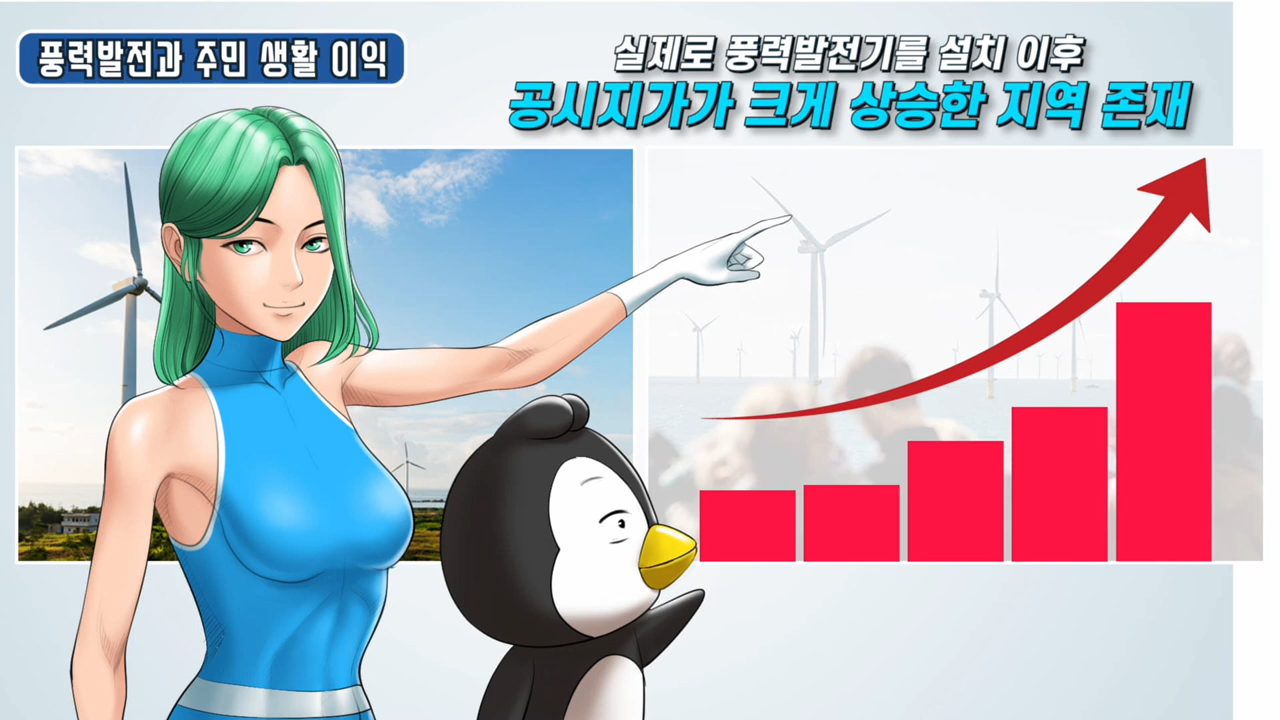 풍력발전과 주민 생활 이익
실제로 풍력발전기를 설치 이후
공시지가가 크게 상승한 지역 존재